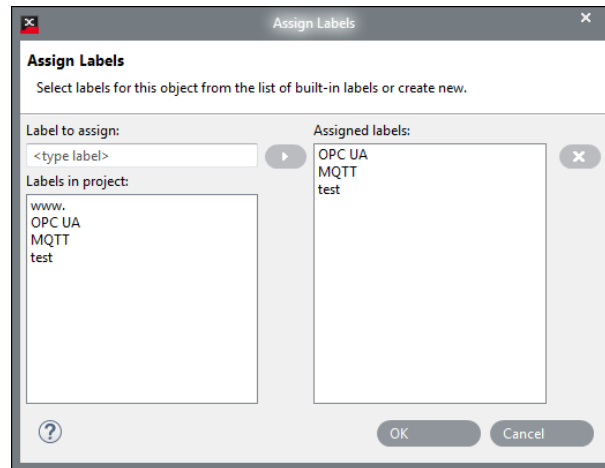 Assign Labels
Assign Labels
Select labels for this object from the list of built-in labels or create new.
Label to assign:
<type label>
Labels in project:
www.
OPC UA
MQTT
test
Assigned labels:
OPC UA
MQTT
test
OK
Cancel